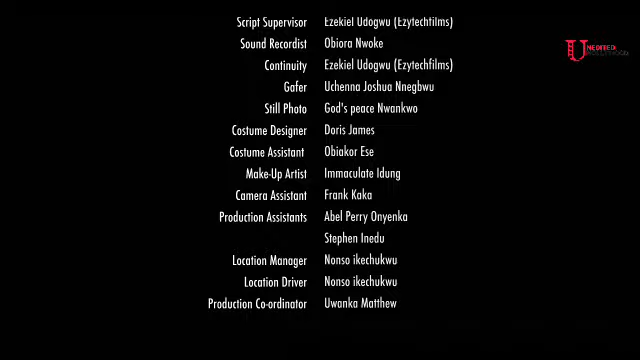 Script Supervisor Ezekiel Udogwu (Ezytechfilms)
Sound Recordist Obiora Nwoke
Continuity Ezekiel Udogwu (Ezytechfilms)
Gafer Uchenna Joshua Nnegbwu
Still Photo God's peace Nwankwo
Costume Designer Doris James
Costume Assistant Obiakor Ese
Make-Up Artist Immaculate Idung
Camera Assistant Frank Kaka
Production Assistants Abel Perry Onyenka
Stephen Inedu
Location Manager Nonso ikechukwu
Location Driver Nonso ikechukwu
Production Co-ordinator Uwanka Matthew